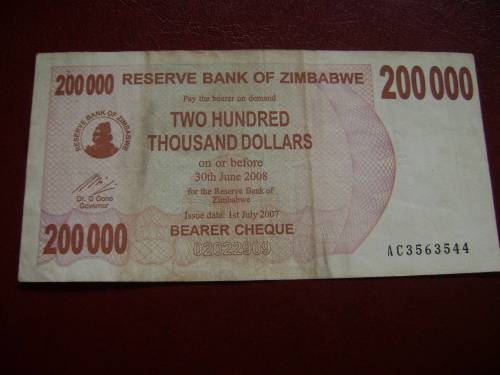 200 000 RESERVE BANK OF ZIMBABWE 200 000
Pay the bearer on demand
RESERVE BANK OF ZIMBABWE
TWO HUNDRED
THOUSAND DOLLARS
on or before
30th June 2008
for the Reserve Bank of
Zimbabwe
Dr. G Gono
Governor
Issue date: 1st July 2007
200 000 BEARER CHEQUE
02022909
AC3563544